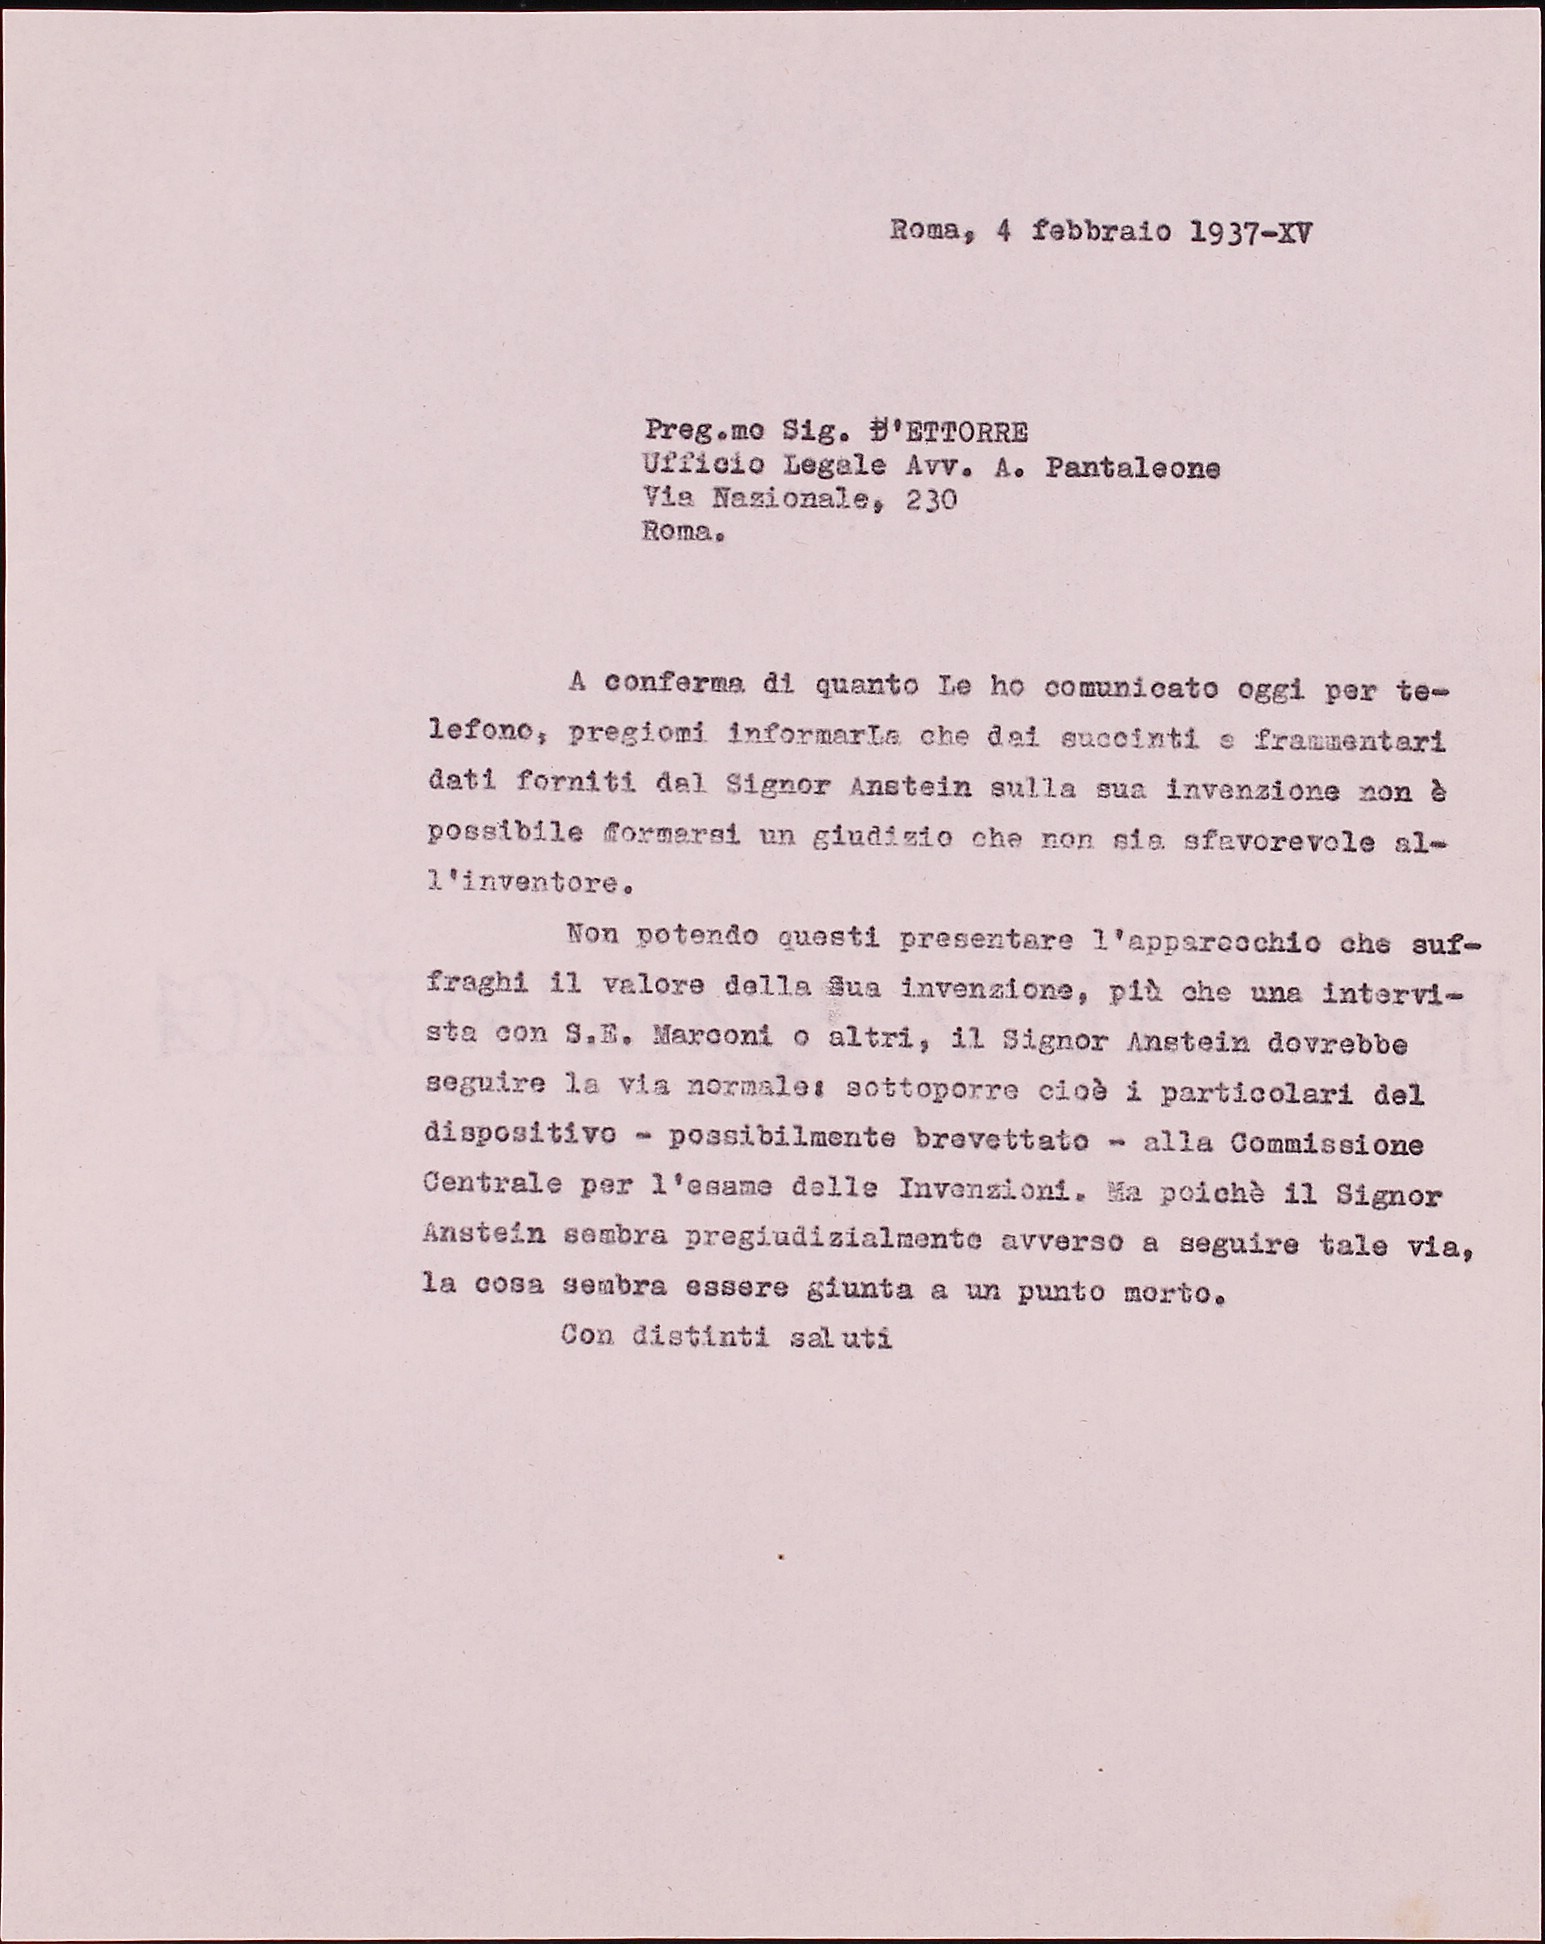 Roma, 4 febbraio 1937-XV
Preg.mo Sig. D'ETTORRE
Ufficio Legale Avv. A. Pantaleone
Via Nazionale, 230
Roma.
A conferma di quanto Le ho comunicato oggi per te-
lefono, pregiomi informarLa che dai succinti e frammentari
dati forniti dal Signor Anstein sulla sua invenzione non è
possibile formarsi un giudizio che non sia sfavorevole al-
l'inventore.
Non potendo questi presentare l'apparecchio che suf-
fraghi il valore della sua invenzione, più che una intervi-
sta con S.E. Marconi o altri, il Signor Anstein dovrebbe
seguire la via normale: sottoporre cioè i particolari del
dispositivo - possibilmente brevettato - alla Commissione
Centrale per l'esame delle Invenzioni. Ma poichè il Signor
Anstein sembra pregiudizialmente avverso a seguire tale via,
la cosa sembra essere giunta a un punto morto.
Con distinti saluti